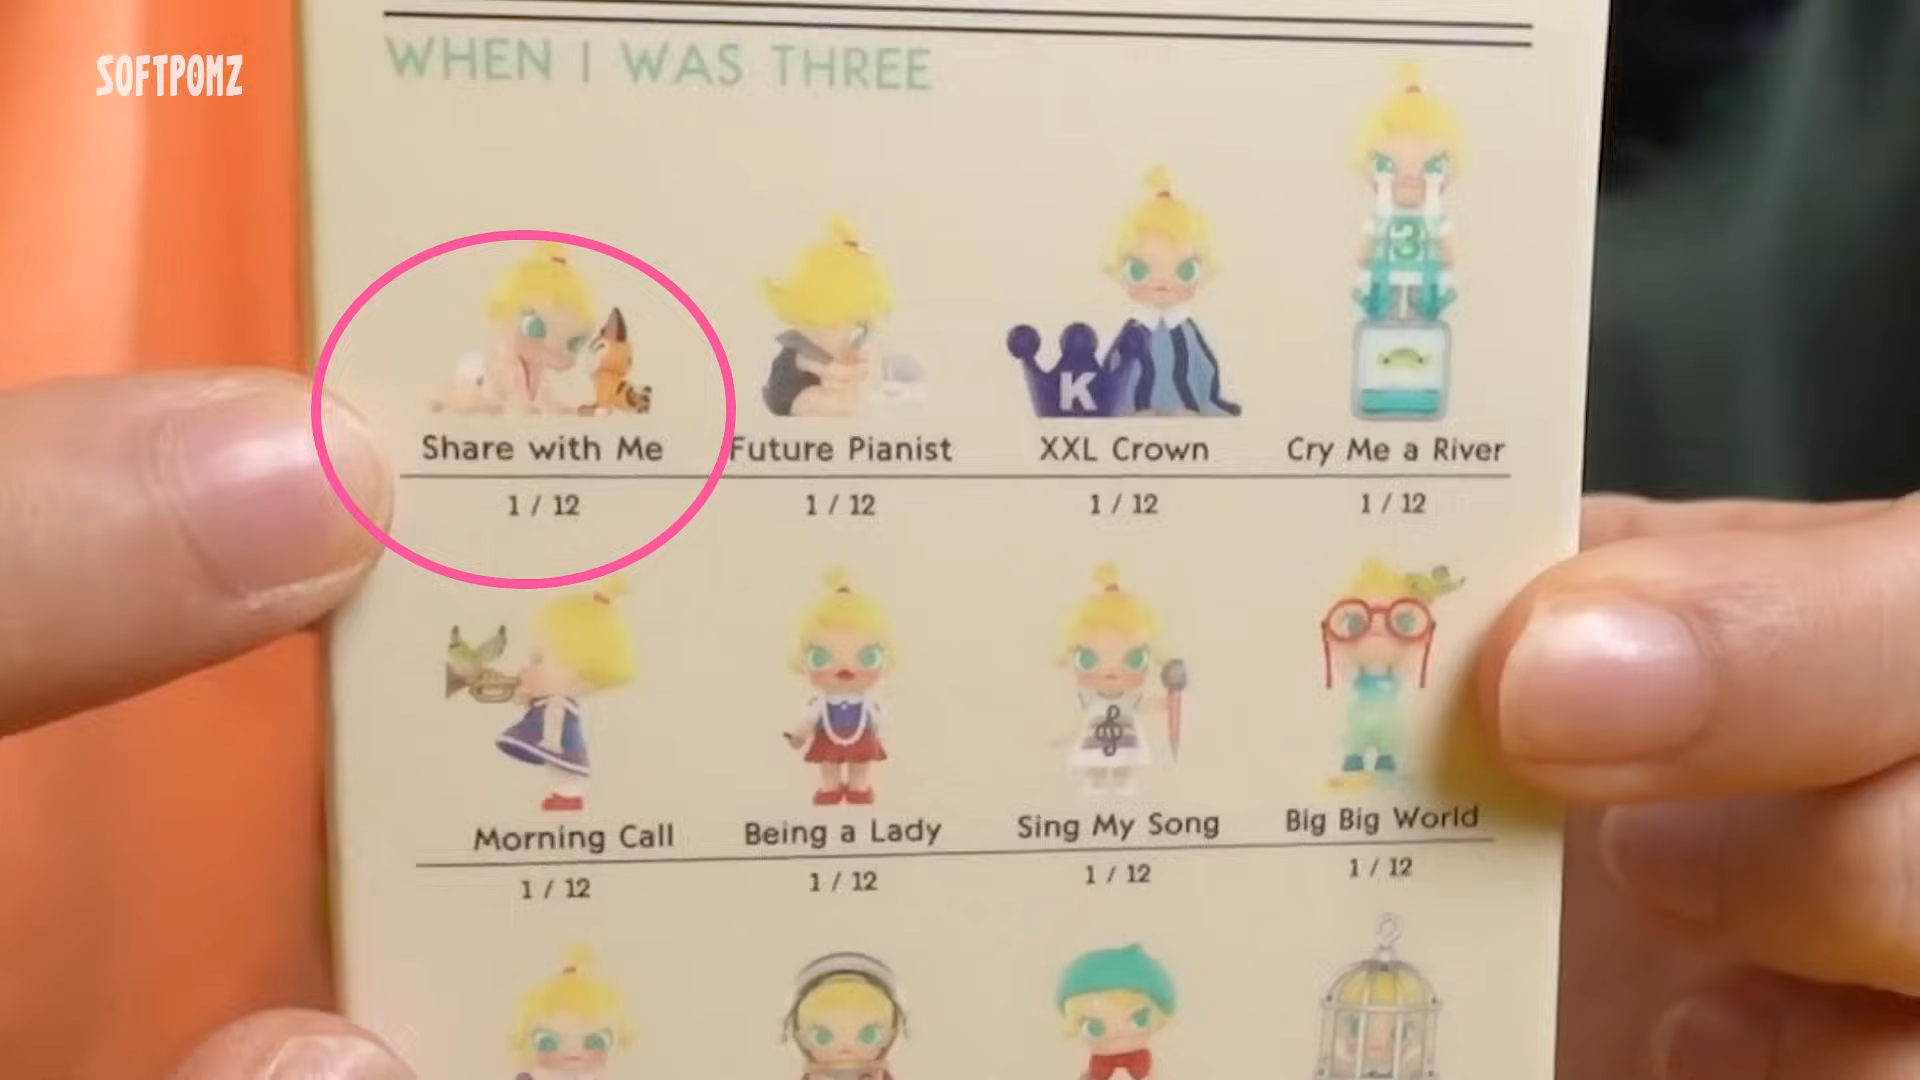 SOFTPOMZ
WHEN I WAS THREE
3
K
Share with Me
Future Pianist
XXL Crown
Cry Me a River
1 / 12
1 / 12
1 / 12
1 / 12
Morning Call
Being a Lady
Sing My Song
Big Big World
1 / 12
1 / 12
1 / 12
1 / 12